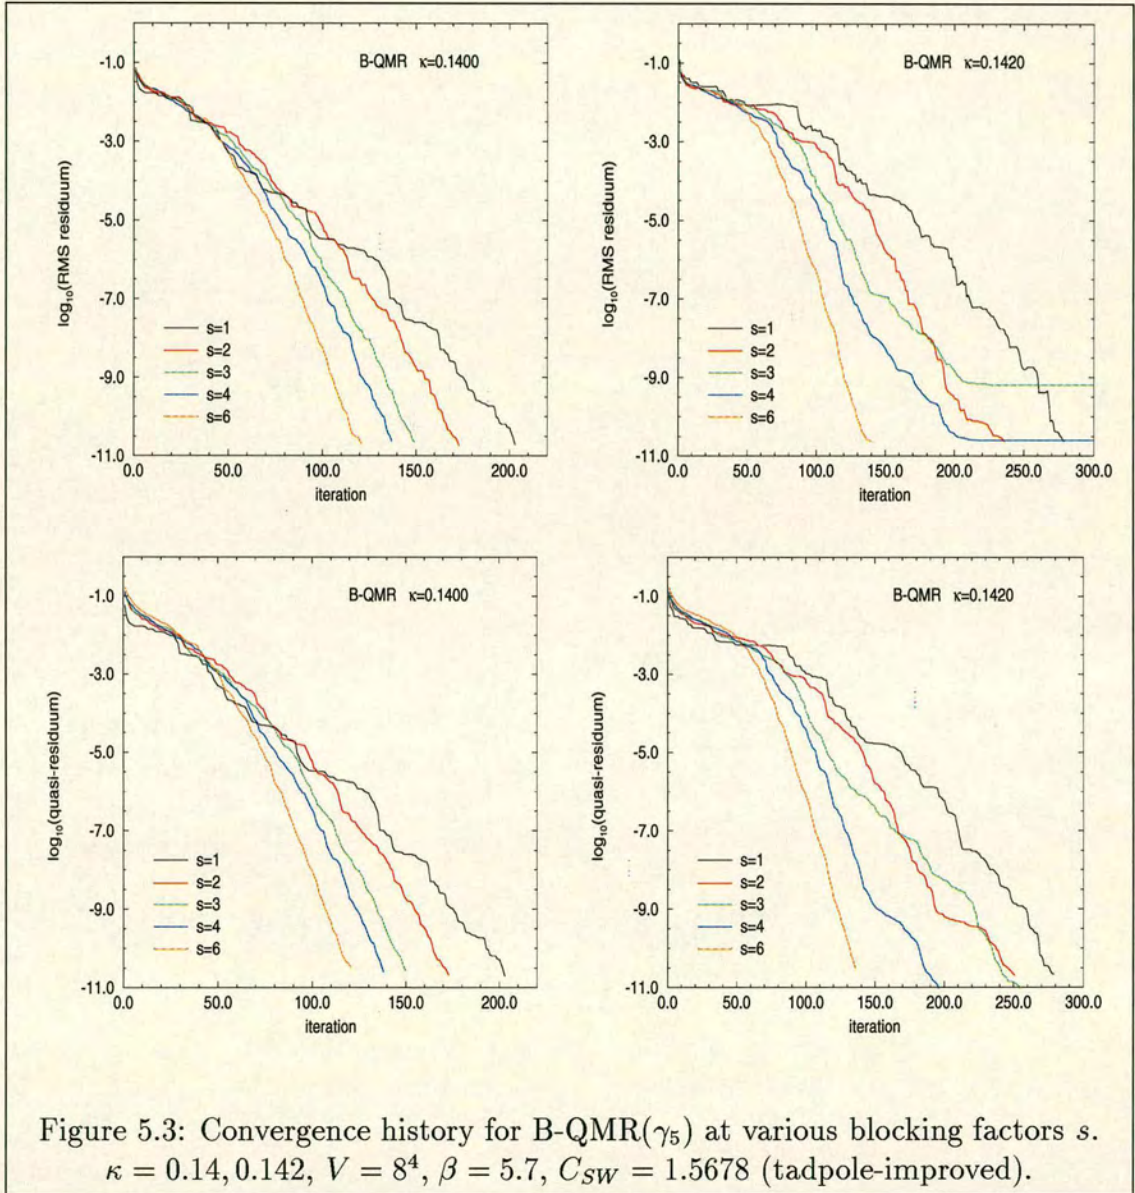 B-QMR κ=0.1400
log₁₀(RMS residuum)
-1.0
-3.0
-5.0
-7.0
-9.0
-11.0
s=1
s=2
s=3
s=4
s=6
0.0 50.0 100.0 150.0 200.0
iteration
B-QMR κ=0.1420
log₁₀(RMS residuum)
-1.0
-3.0
-5.0
-7.0
-9.0
-11.0
s=1
s=2
s=3
s=4
s=6
0.0 50.0 100.0 150.0 200.0 250.0 300.0
iteration
B-QMR κ=0.1400
log₁₀(quasi-residuum)
-1.0
-3.0
-5.0
-7.0
-9.0
-11.0
s=1
s=2
s=3
s=4
s=6
0.0 50.0 100.0 150.0 200.0
iteration
B-QMR κ=0.1420
log₁₀(quasi-residuum)
-1.0
-3.0
-5.0
-7.0
-9.0
-11.0
s=1
s=2
s=3
s=4
s=6
0.0 50.0 100.0 150.0 200.0 250.0 300.0
iteration
Figure 5.3: Convergence history for B-QMR(γ₅) at various blocking factors s.
κ = 0.14, 0.142, V = 8⁴, β = 5.7, C_SW = 1.5678 (tadpole-improved).